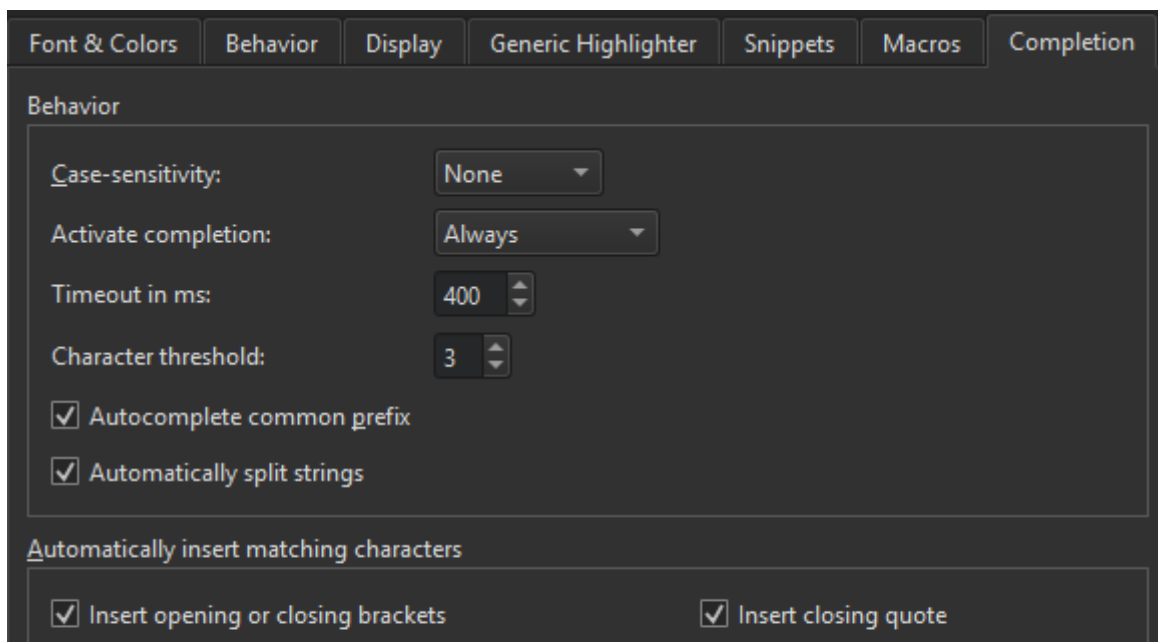 Font & Colors Behavior Display Generic Highlighter Snippets Macros Completion
Behavior
Case-sensitivity: None
Activate completion: Always
Timeout in ms: 400
Character threshold: 3
Autocomplete common prefix
Automatically split strings
Automatically insert matching characters
Insert opening or closing brackets Insert closing quote